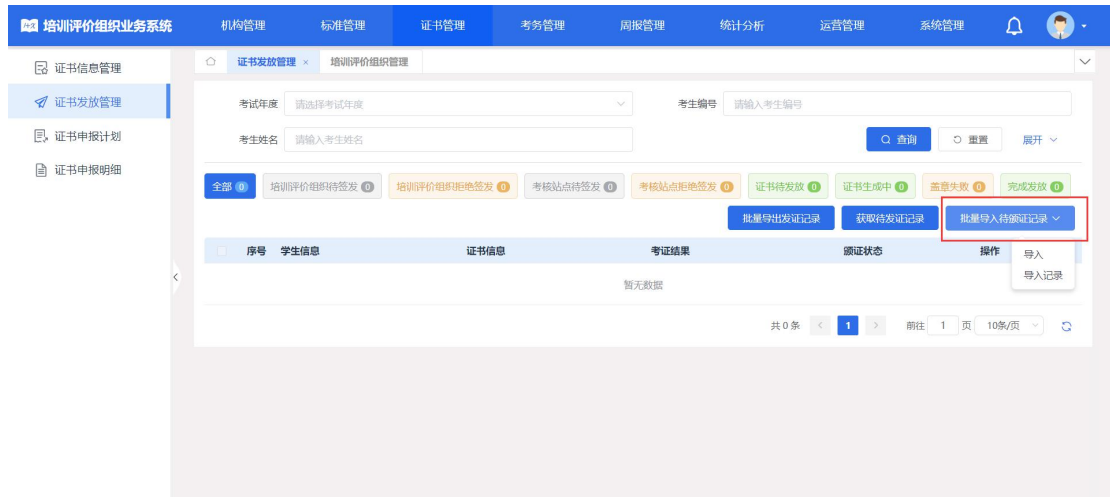 培训评价组织业务系统 机构管理 标准管理 证书管理 考务管理 周报管理 统计分析 运营管理 系统管理
证书信息管理
证书发放管理
证书申报计划
证书申报明细
证书发放管理 × 培训评价组织管理
考试年度 请选择考试年度 考生编号 请输入考生编号
考生姓名 请输入考生姓名 查询 重置 展开
全部 0 培训评价组织待签发 0 培训评价组织拒绝签发 0 考核站点待签发 0 考核站点拒绝签发 0 证书待发放 0 证书生成中 0 盖章失败 0 完成发放 0
批量导出发证记录 获取待发证记录 批量导入待颁证记录
序号 学生信息 证书信息 考证结果 颁证状态 操作
导入
导入记录
暂无数据
共 0 条 < 1 > 前往 1 页 10条/页